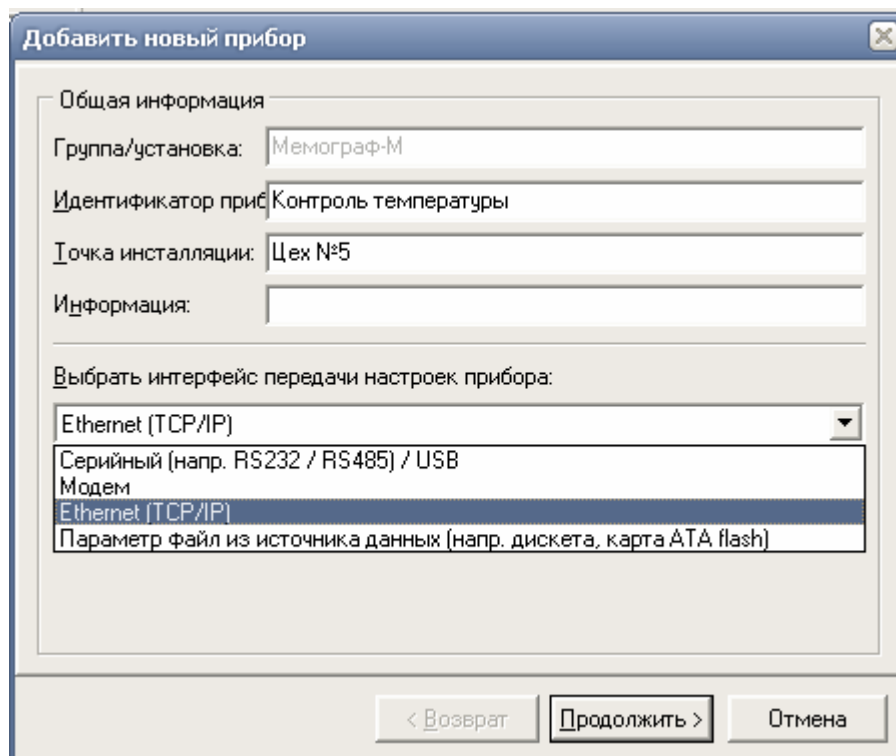 Добавить новый прибор
Общая информация
Группа/установка: Мемограф-М
Идентификатор приб Контроль температуры
Точка инсталляции: Цех №5
Информация:
Выбрать интерфейс передачи настроек прибора:
Ethernet (TCP/IP)
Серийный (напр. RS232 / RS485) / USB
Модем
Ethernet (TCP/IP)
Параметр файл из источника данных (напр. дискета, карта ATA flash)
< Возврат Продолжить > Отмена